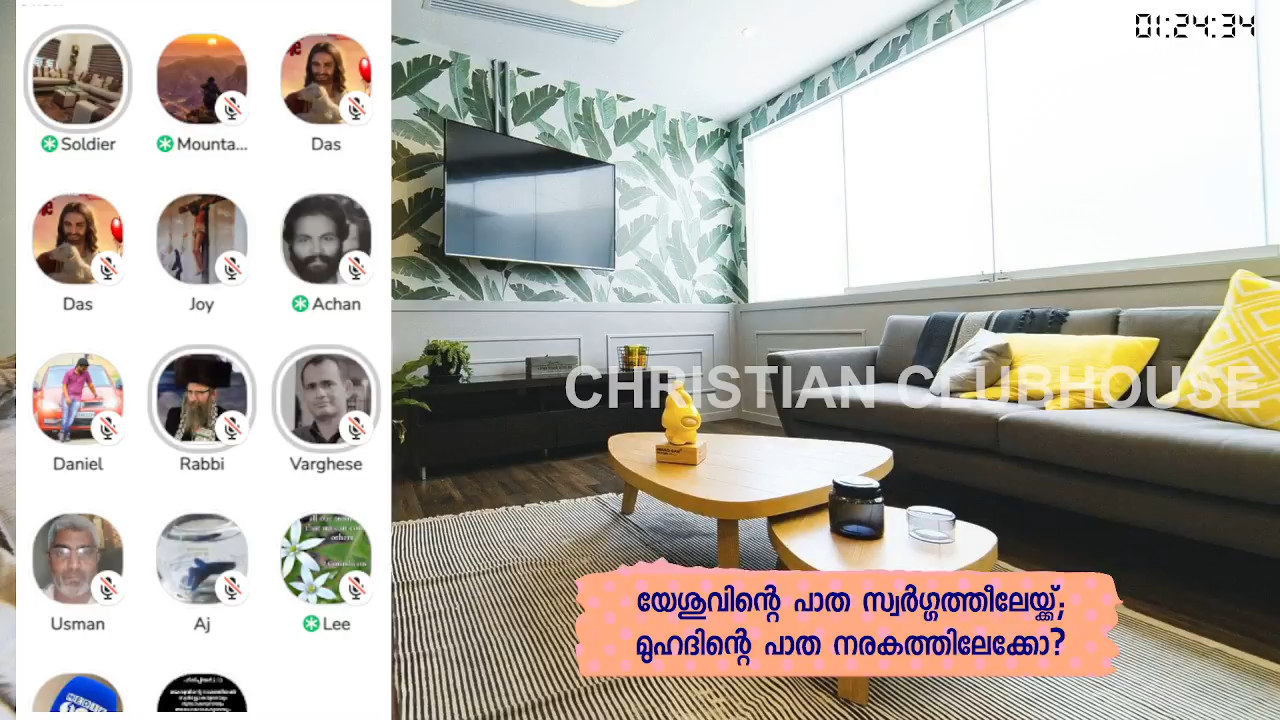 01:24:34
Soldier
Mounta...
Das
Das
Joy
Achan
Daniel
Rabbi
Varghese
Usman
Aj
Lee
CHRISTIAN CLUBHOUSE
യേശുവിന്റെ പാത സ്വർഗ്ഗത്തീലേയ്ക്ക്;
മുഹദിന്റെ പാത നരകത്തിലേക്കോ?